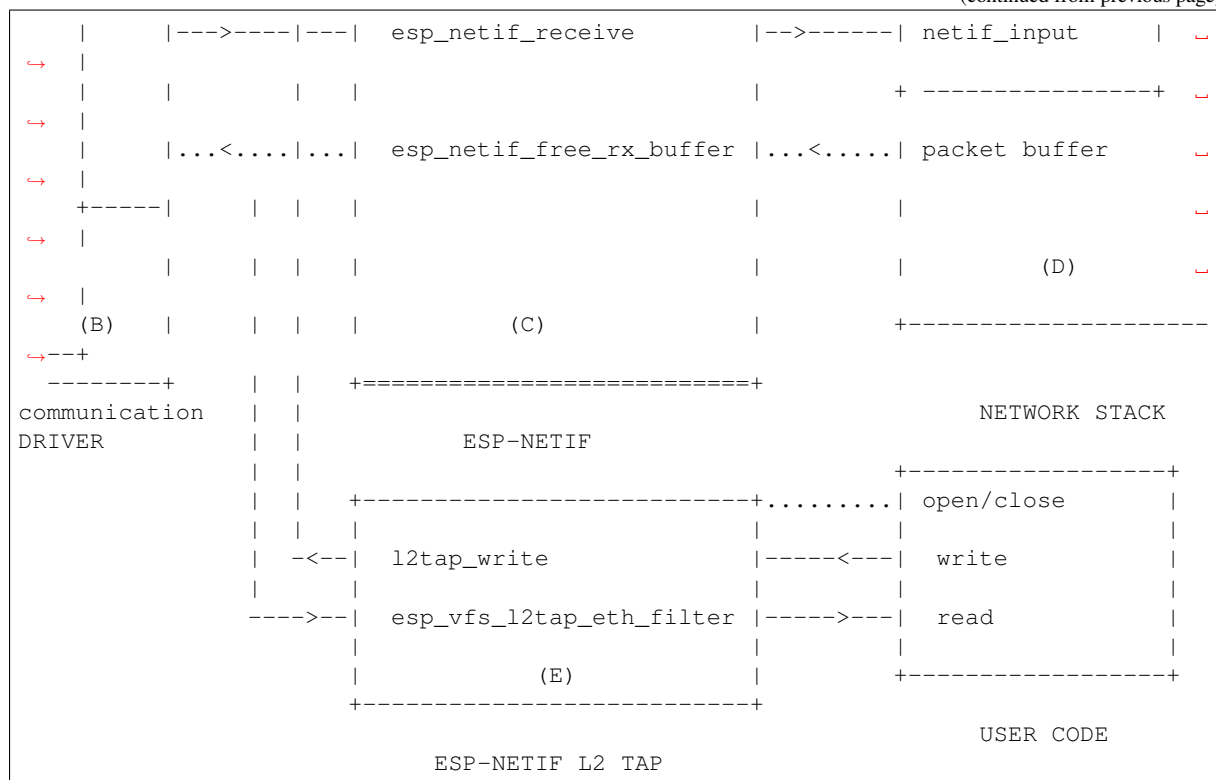 (continued from previous page)
    |      |--->----|---|  esp_netif_receive        |-->------| netif_input     |  ␣
↪   |
    |      |        |   |                           |         + ----------------+  ␣
↪   |
    |      |...<....|...|  esp_netif_free_rx_buffer |...<.....| packet buffer      ␣
↪   |
    +-----|     |  |   |                           |         |                    ␣
↪   |
          |     |  |   |                           |         |         (D)        ␣
↪   |
    (B)   |     |  |   |          (C)              |         +---------------------
↪--+
  --------+     |  |   +===========================+
communication   |  |                                               NETWORK STACK
DRIVER          |  |           ESP-NETIF
                |  |                                         +------------------+
                |  |   +---------------------------+.........| open/close       |
                |  |   |                           |         |                  |
                |  -<--|  l2tap_write              |-----<---|  write           |
                |      |                           |         |                  |
                ---->--|  esp_vfs_l2tap_eth_filter |----->---|  read            |
                       |                           |         |                  |
                       |            (E)            |         +------------------+
                       +---------------------------+
                                                                  USER CODE
                            ESP-NETIF L2 TAP